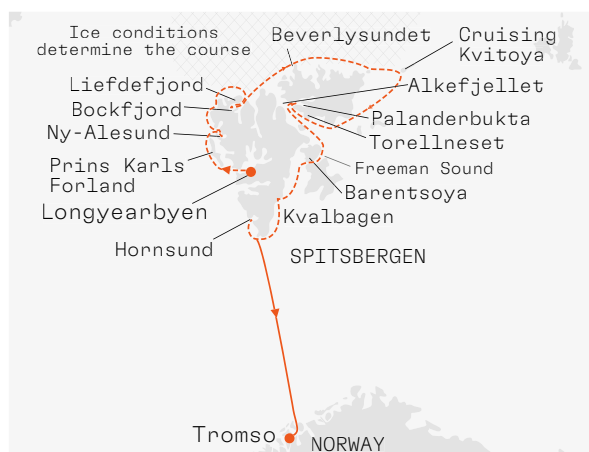 Ice conditions
determine the course
Beverlysundet
Cruising
Kvitoya
Liefdefjord
Alkefjellet
Bockfjord
Palanderbukta
Ny-Alesund
Torellneset
Prins Karls
Forland
Freeman Sound
Barentsoya
Longyearbyen
Kvalbagen
Hornsund
SPITSBERGEN
Tromso
NORWAY